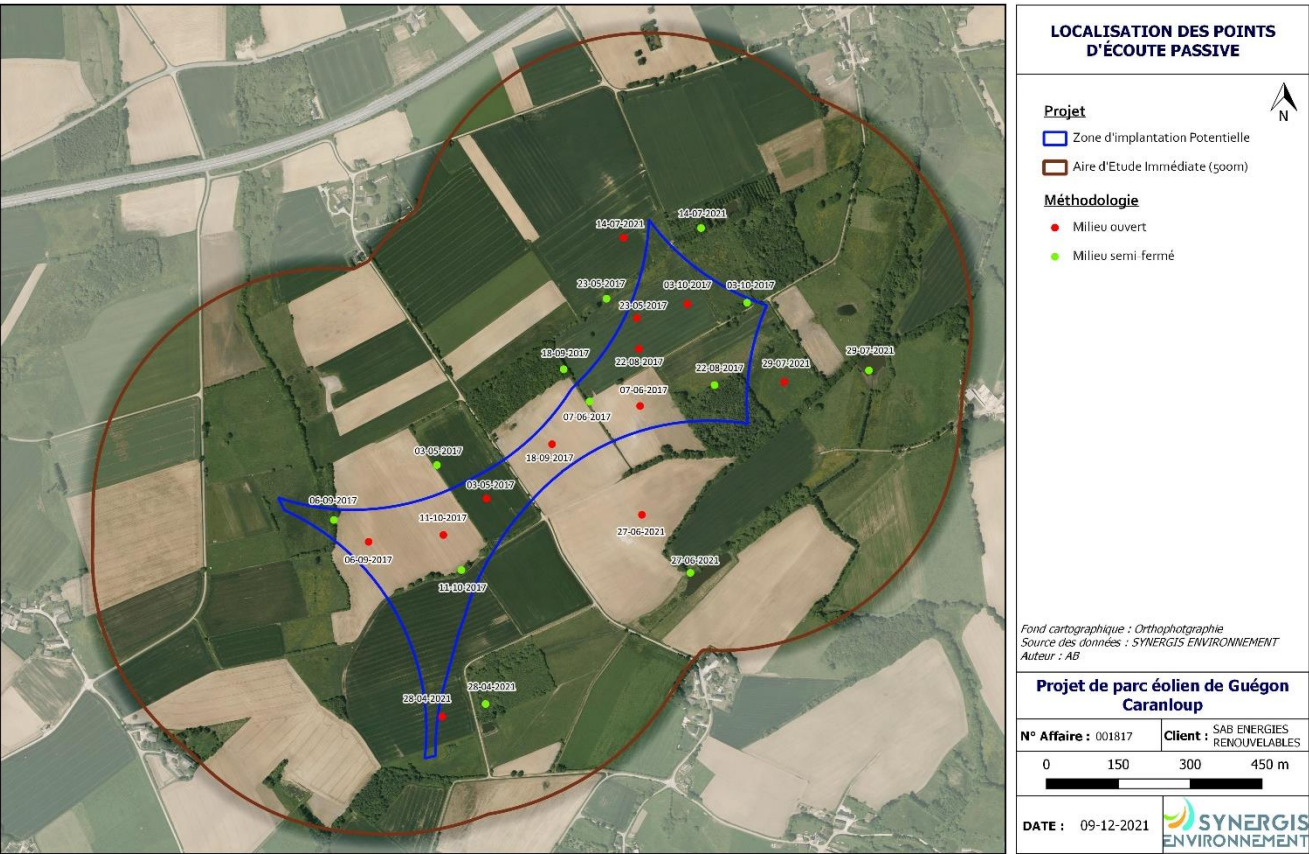 LOCALISATION DES POINTS
D'ÉCOUTE PASSIVE
N
Projet
Zone d'implantation Potentielle
Aire d'Etude Immédiate (500m)
Méthodologie
Milieu ouvert
Milieu semi-fermé
14-07-2021
14-07-2021
23-05-2017
03-10-2017
03-10-2017
23-05-2017
22-08-2017
18-09-2017
29-07-2021
29-07-2021
22-08-2017
07-06-2017
07-06-2017
18-09-2017
03-05-2017
03-05-2017
06-09-2017
11-10-2017
27-06-2021
06-09-2017
27-06-2021
11-10-2017
28-04-2021
28-04-2021
Fond cartographique : Orthophotgraphie
Source des données : SYNERGIS ENVIRONNEMENT
Auteur : AB
Projet de parc éolien de Guégon
Caranloup
N° Affaire : 001817
Client : SAB ENERGIES
RENOUVELABLES
0 150 300 450 m
DATE : 09-12-2021
SYNERGIS
ENVIRONNEMENT